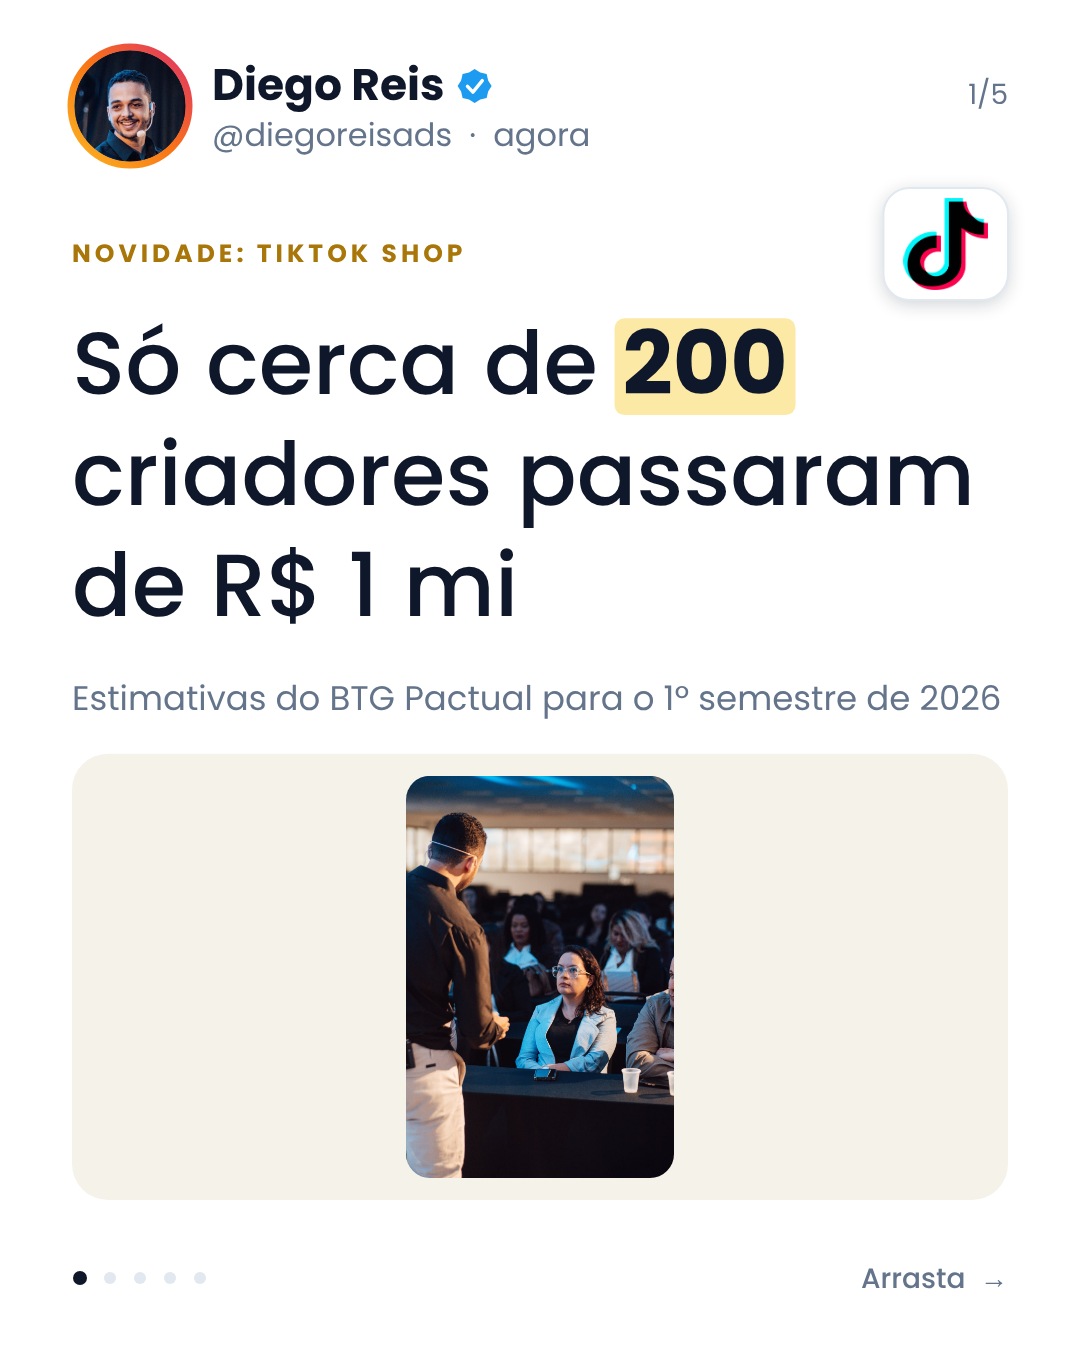 Diego Reis
@diegoreisads · agora
1/5
NOVIDADE: TIKTOK SHOP
Só cerca de 200
criadores passaram
de R$ 1 mi
Estimativas do BTG Pactual para o 1º semestre de 2026
Arrasta →